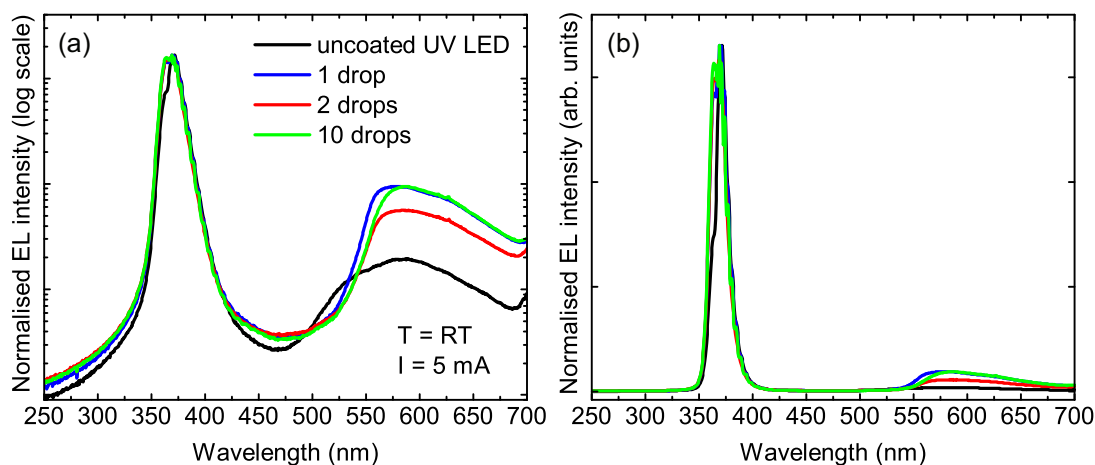 (a)
uncoated UV LED
1 drop
2 drops
10 drops
T = RT
I = 5 mA
Normalised EL intensity (log scale)
250 300 350 400 450 500 550 600 650 700
Wavelength (nm)
(b)
Normalised EL intensity (arb. units)
250 300 350 400 450 500 550 600 650 700
Wavelength (nm)